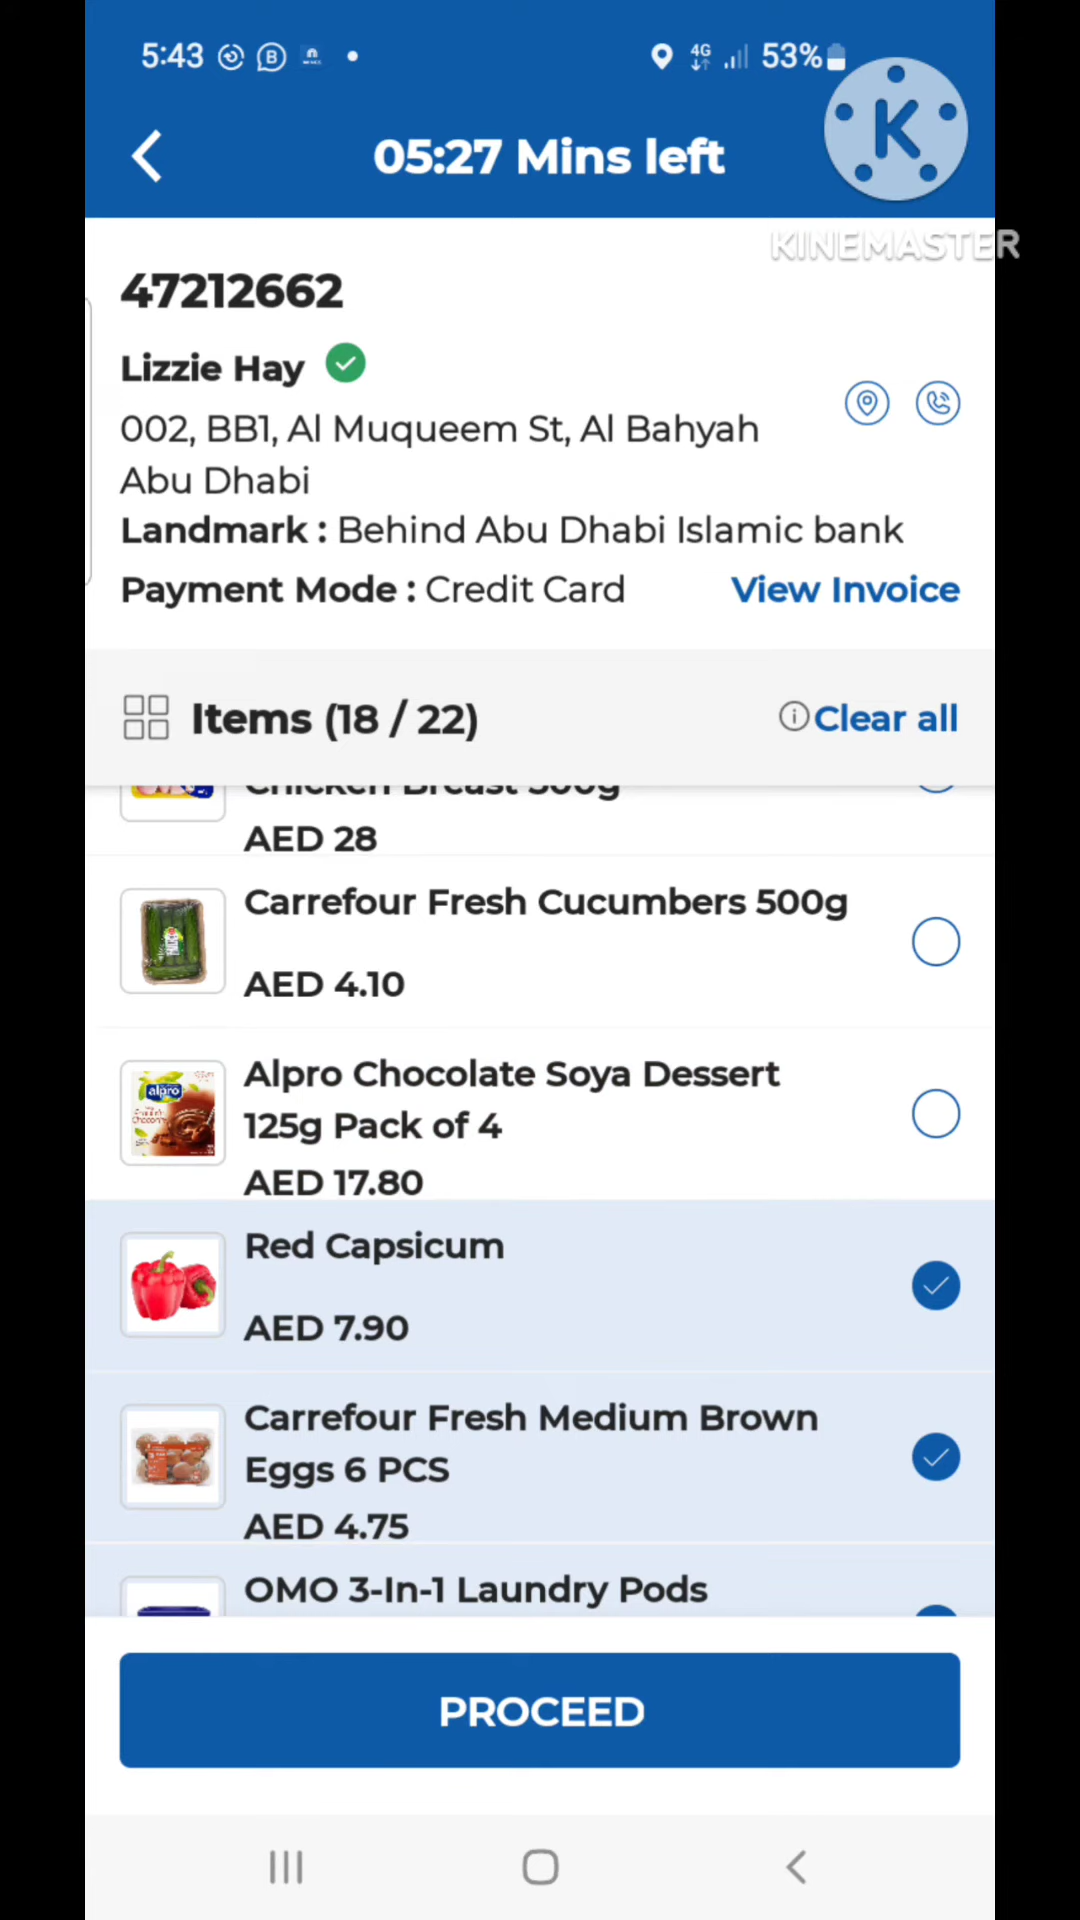 5:43
4G
53%
05:27 Mins left
K
KINEMASTER
47212662
Lizzie Hay
002, BB1, Al Muqueem St, Al Bahyah
Abu Dhabi
Landmark : Behind Abu Dhabi Islamic bank
Payment Mode : Credit Card
View Invoice
Items (18 / 22)
Clear all
Chicken Breast 500g
AED 28
Carrefour Fresh Cucumbers 500g
AED 4.10
alpro
Alpro Chocolate Soya Dessert
125g Pack of 4
AED 17.80
Red Capsicum
AED 7.90
Carrefour Fresh Medium Brown
Eggs 6 PCS
AED 4.75
OMO 3-In-1 Laundry Pods
PROCEED